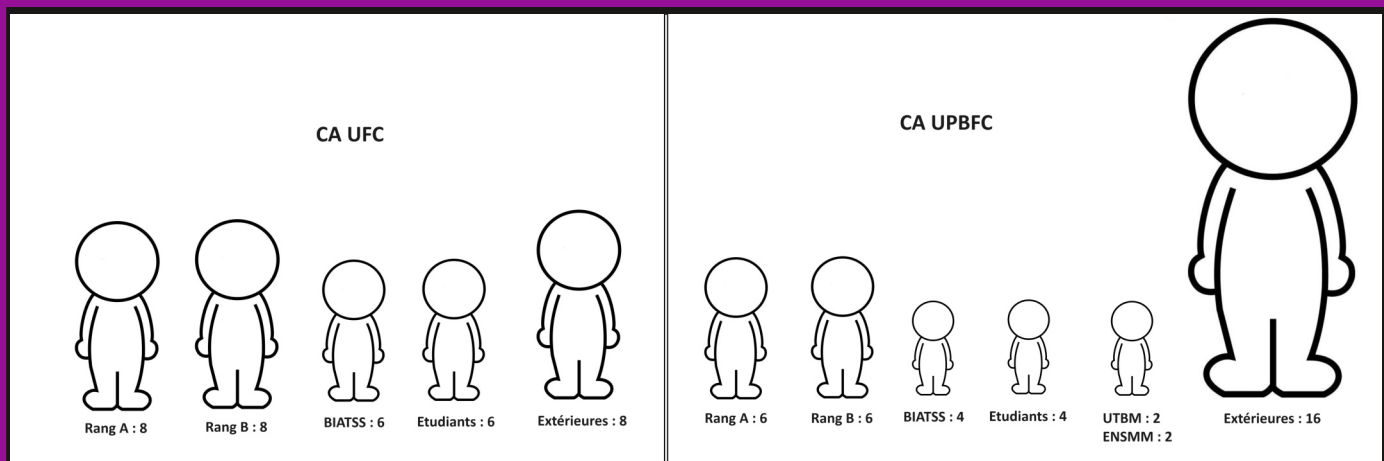 CA UFC
Rang A : 8
Rang B : 8
BIATSS : 6
Etudiants : 6
Extérieures : 8
CA UPBFC
Rang A : 6
Rang B : 6
BIATSS : 4
Etudiants : 4
UTBM : 2
ENSMM : 2
Extérieures : 16